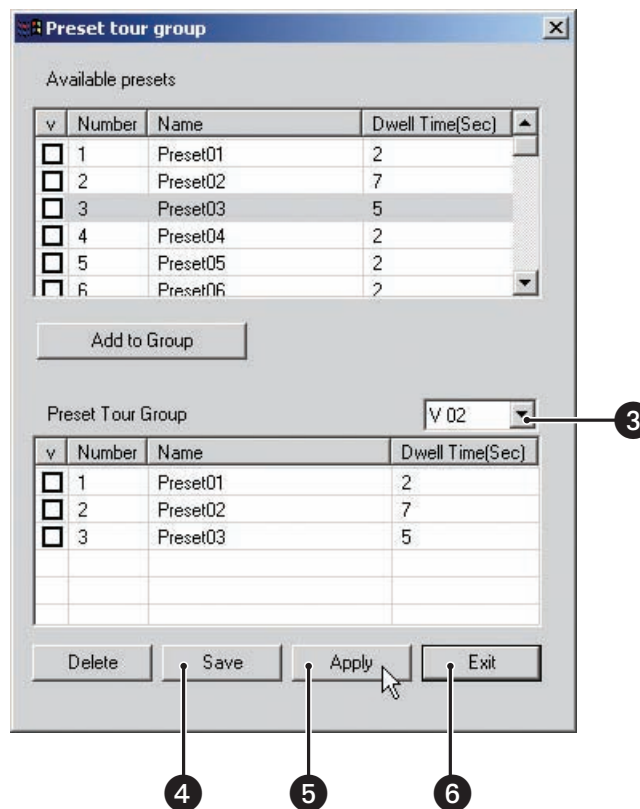 Preset tour group
Available presets
v Number Name Dwell Time(Sec)
1 Preset01 2
2 Preset02 7
3 Preset03 5
4 Preset04 2
5 Preset05 2
6 Preset06 2
Add to Group
Preset Tour Group V 02
3
v Number Name Dwell Time(Sec)
1 Preset01 2
2 Preset02 7
3 Preset03 5
Delete Save Apply Exit
4 5 6